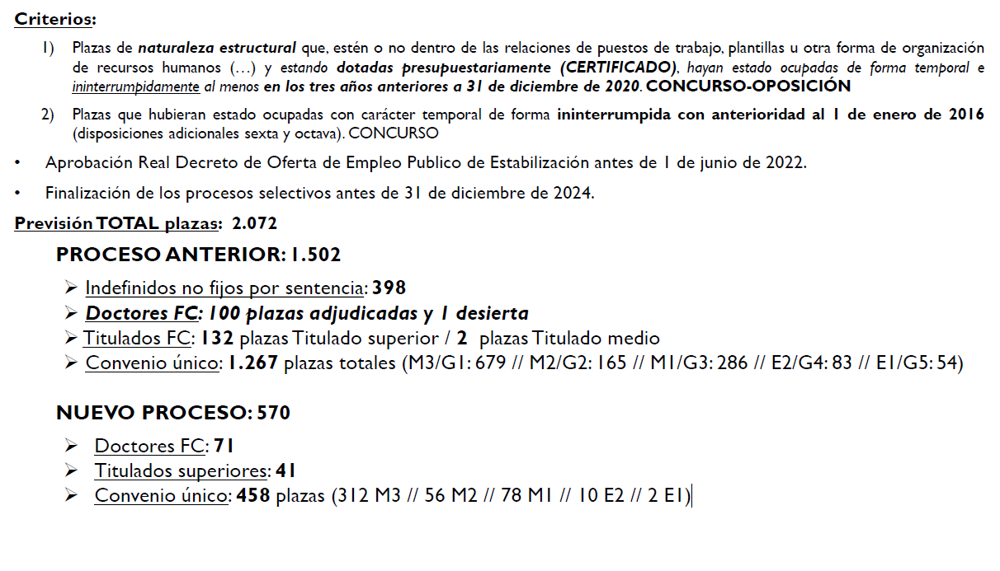 Criterios:
1) Plazas de naturaleza estructural que, estén o no dentro de las relaciones de puestos de trabajo, plantillas u otra forma de organización
de recursos humanos (…) y estando dotadas presupuestariamente (CERTIFICADO), hayan estado ocupadas de forma temporal e
ininterrumpidamente al menos en los tres años anteriores a 31 de diciembre de 2020. CONCURSO-OPOSICIÓN
2) Plazas que hubieran estado ocupadas con carácter temporal de forma ininterrumpida con anterioridad al 1 de enero de 2016
(disposiciones adicionales sexta y octava). CONCURSO
• Aprobación Real Decreto de Oferta de Empleo Publico de Estabilización antes de 1 de junio de 2022.
• Finalización de los procesos selectivos antes de 31 de diciembre de 2024.
Previsión TOTAL plazas: 2.072
PROCESO ANTERIOR: 1.502
➢ Indefinidos no fijos por sentencia: 398
➢ Doctores FC: 100 plazas adjudicadas y 1 desierta
➢ Titulados FC: 132 plazas Titulado superior / 2 plazas Titulado medio
➢ Convenio único: 1.267 plazas totales (M3/G1: 679 // M2/G2: 165 // M1/G3: 286 // E2/G4: 83 // E1/G5: 54)
NUEVO PROCESO: 570
➢ Doctores FC: 71
➢ Titulados superiores: 41
➢ Convenio único: 458 plazas (312 M3 // 56 M2 // 78 M1 // 10 E2 // 2 E1)